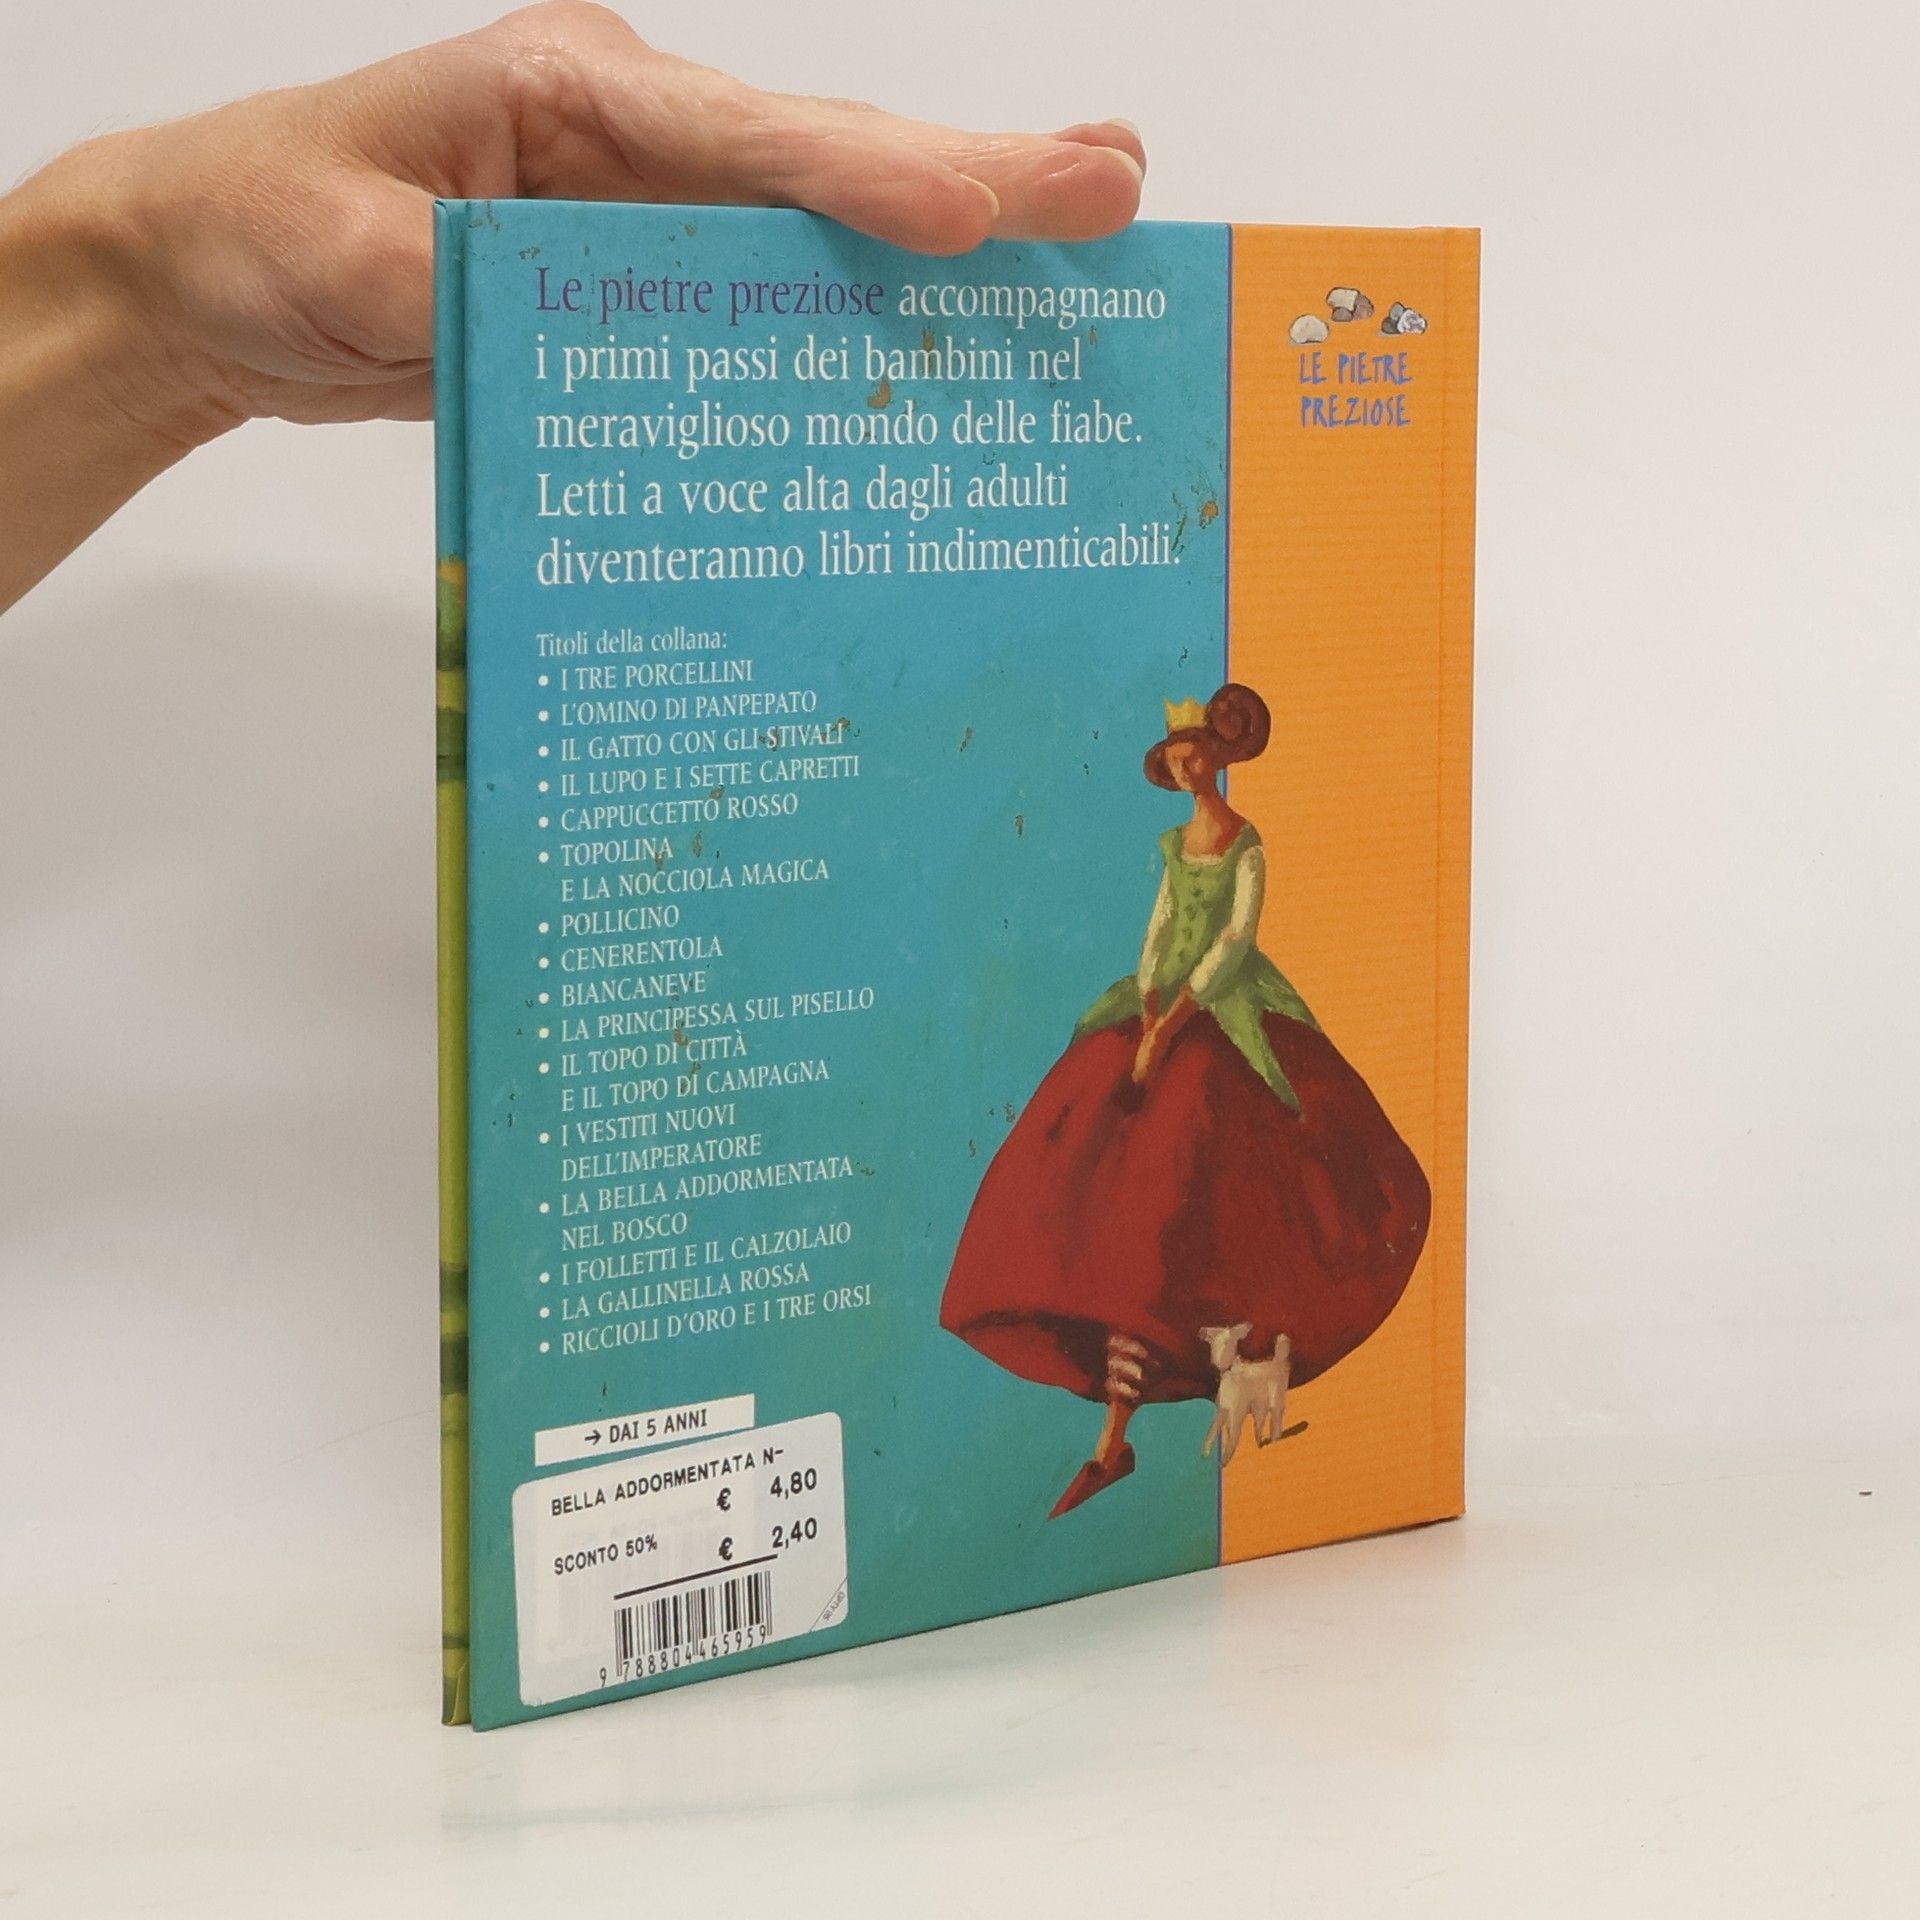 Le pietre preziose accompagnano
i primi passi dei bambini nel
meraviglioso mondo delle fiabe.
Letti a voce alta dagli adulti
diventeranno libri indimenticabili.
LE PIETRE
PREZIOSE
Titoli della collana:
• I TRE PORCELLINI
• L'OMINO DI PANPEPATO
• IL GATTO CON GLI STIVALI
• IL LUPO E I SETTE CAPRETTI
• CAPPUCCETTO ROSSO
• TOPOLINA
E LA NOCCIOLA MAGICA
• POLLICINO
• CENERENTOLA
• BIANCANEVE
• LA PRINCIPESSA SUL PISELLO
• IL TOPO DI CITTÀ
E IL TOPO DI CAMPAGNA
• I VESTITI NUOVI
DELL'IMPERATORE
• LA BELLA ADDORMENTATA
NEL BOSCO
• I FOLLETTI E IL CALZOLAIO
• LA GALLINELLA ROSSA
• RICCIOLI D'ORO E I TRE ORSI
→ DAI 5 ANNI
BELLA ADDORMENTATA N-
€ 4,80
SCONTO 50% € 2,40
9 788804 465959